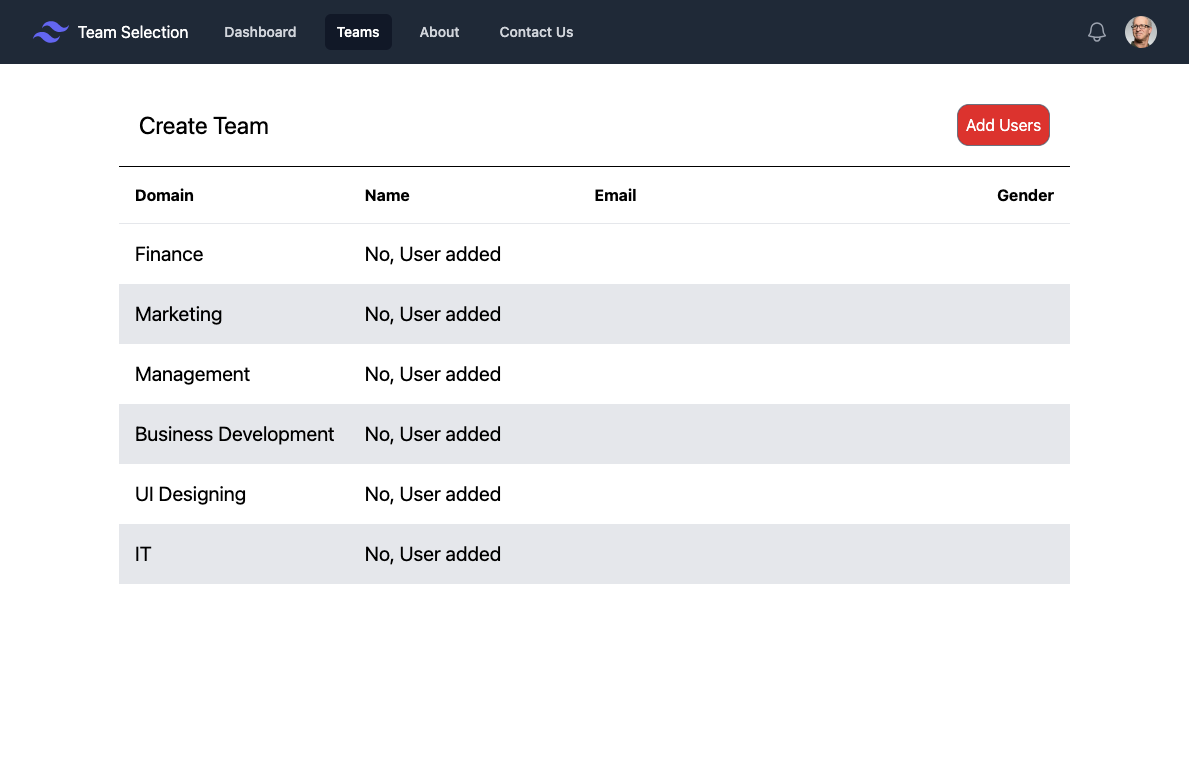 Team Selection Dashboard Teams About Contact Us
Create Team Add Users
Domain Name Email Gender
Finance No, User added
Marketing No, User added
Management No, User added
Business Development No, User added
UI Designing No, User added
IT No, User added